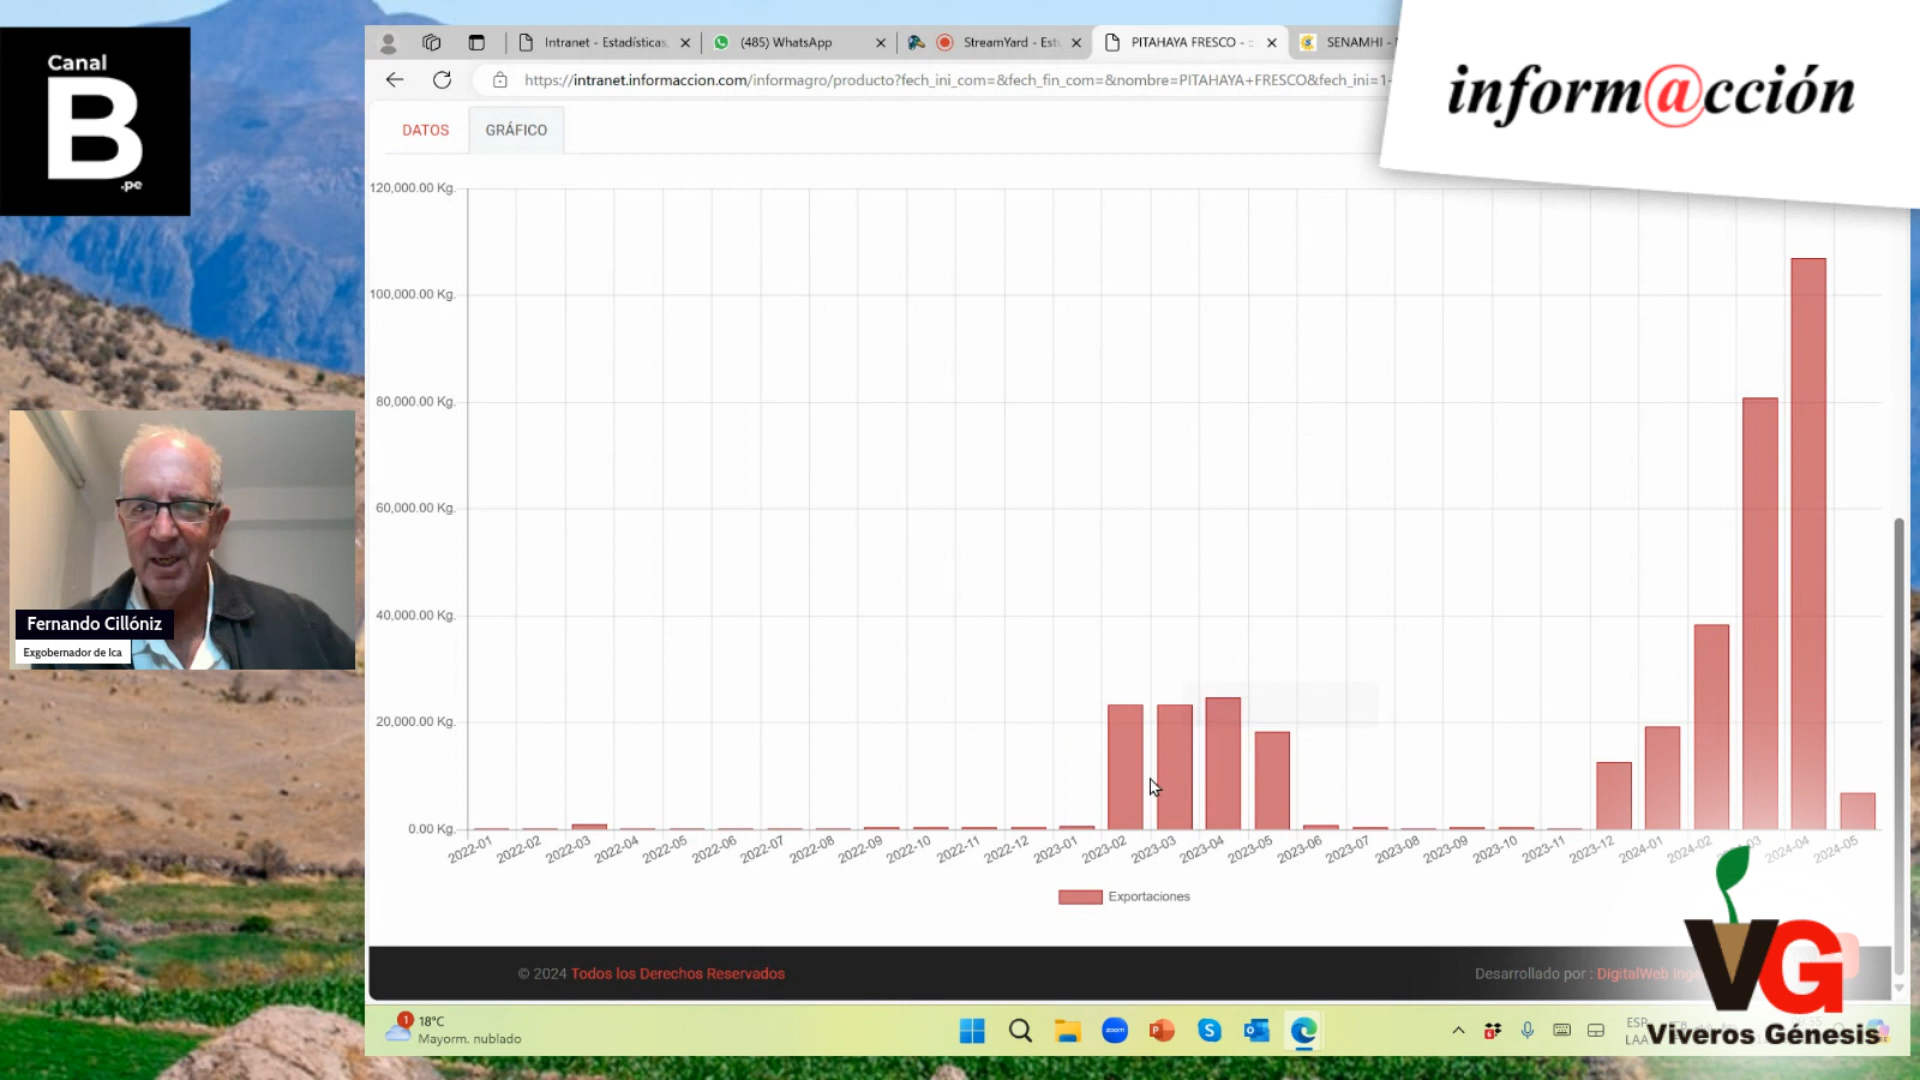 Canal
B
.pe
Intranet - Estadísticas
(485) WhatsApp
StreamYard - Est
PITAHAYA FRESCO -
SENAMHI -
inform@cción
https://intranet.informaccion.com/informagro/producto?fech_ini_com=&fech_fin_com=&nombre=PITAHAYA+FRESCO&fech_ini=1-
DATOS
GRÁFICO
120,000.00 Kg.
100,000.00 Kg.
80,000.00 Kg.
60,000.00 Kg.
40,000.00 Kg.
20,000.00 Kg.
0.00 Kg.
2022-01 2022-02 2022-03 2022-04 2022-05 2022-06 2022-07 2022-08 2022-09 2022-10 2022-11 2022-12 2023-01 2023-02 2023-03 2023-04 2023-05 2023-06 2023-07 2023-08 2023-09 2023-10 2023-11 2023-12 2024-01 2024-02 03 2024-04 2024-05
Exportaciones
Fernando Cillóniz
Exgobernador de Ica
© 2024 Todos los Derechos Reservados
Desarrollado por : DigitalWeb
VG
Viveros Génesis
1
18°C
Mayorm. nublado
zoom
ESP
LAA